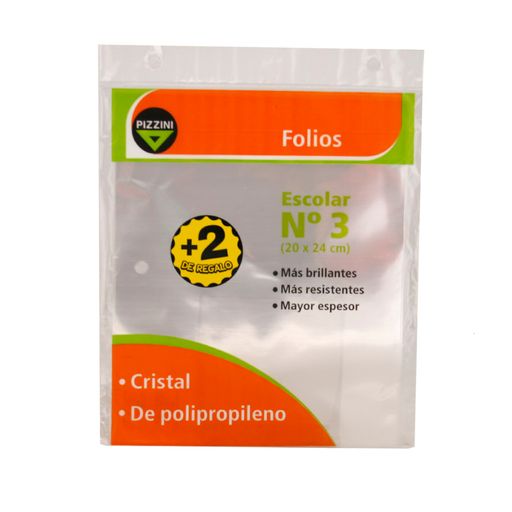 PIZZINI
Folios
Escolar
Nº 3
(20 x 24 cm)
+2
DE REGALO
• Más brillantes
• Más resistentes
• Mayor espesor
• Cristal
• De polipropileno